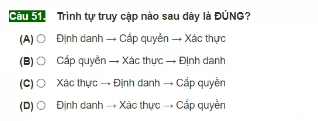 Câu 51. Trình tự truy cập nào sau đây là ĐÚNG?
(A) Định danh → Cấp quyền → Xác thực
(B) Cấp quyền → Xác thực → Định danh
(C) Xác thực → Định danh → Cấp quyền
(D) Định danh → Xác thực → Cấp quyền